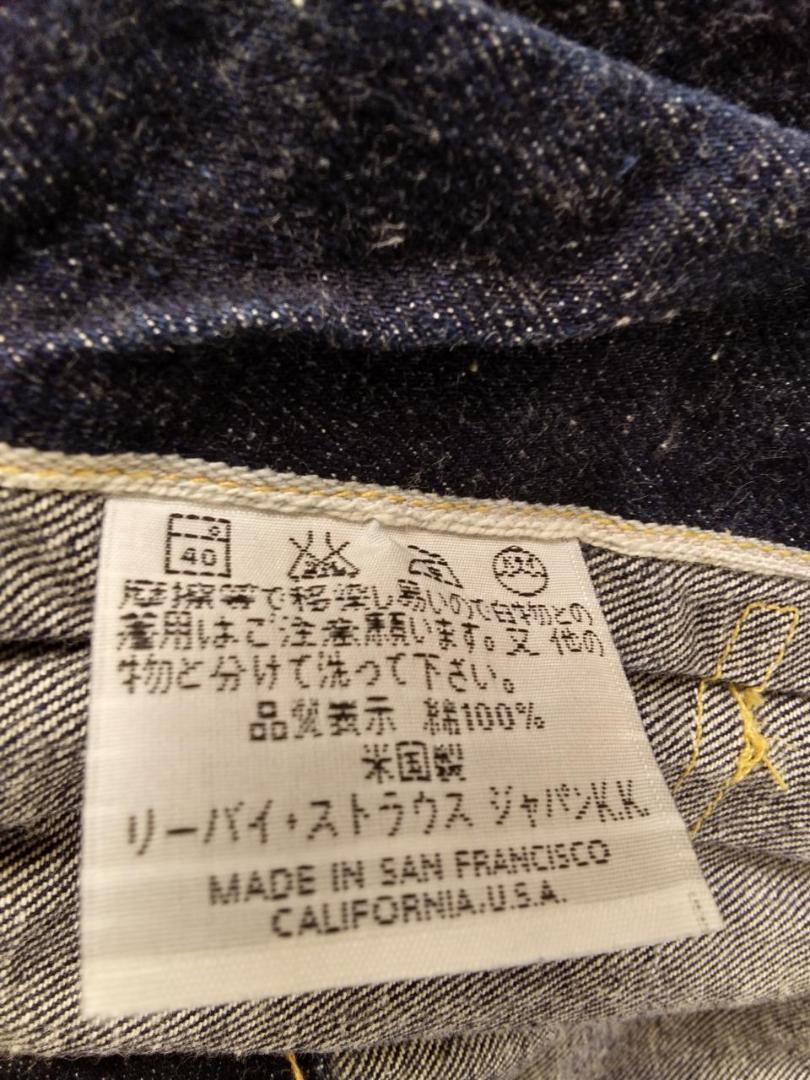 40
摩擦等で移染し易いので白物との
着用はご注意願います。又 他の
物と分けて洗って下さい。
品質表示 綿100%
米国製
リーバイ・ストラウス ジャパンK.K.
MADE IN SAN FRANCISCO
CALIFORNIA.U.S.A.